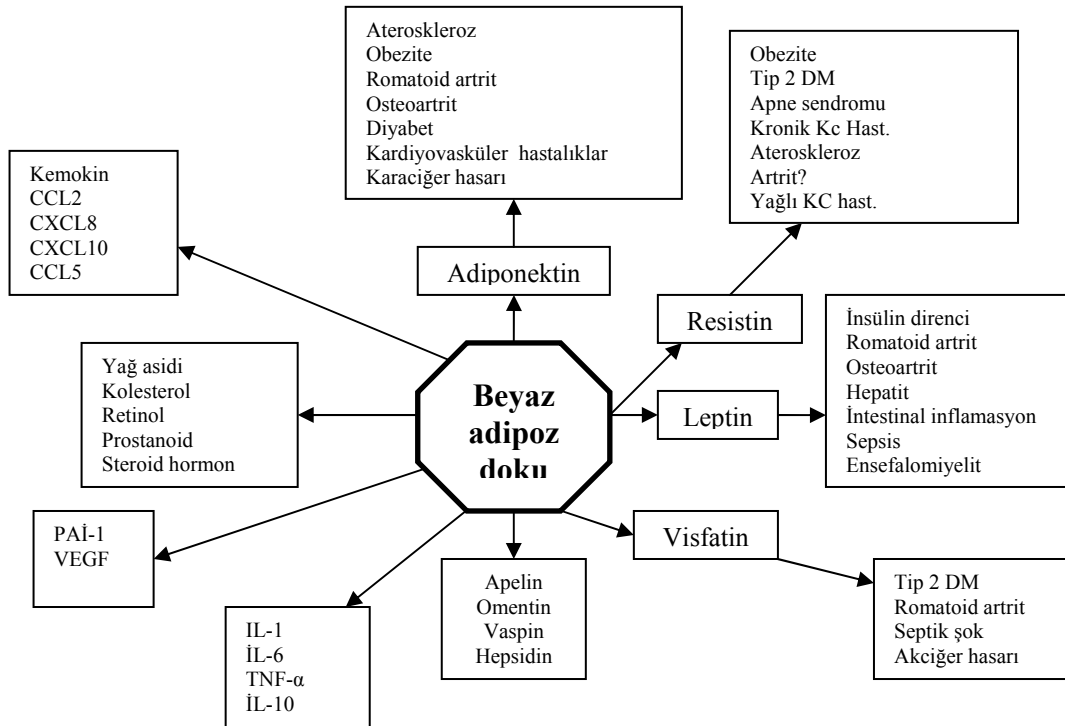 Ateroskleroz
Obezite
Romatoid artrit
Osteoartrit
Diyabet
Kardiyovasküler hastalıklar
Karaciğer hasarı
Obezite
Tip 2 DM
Apne sendromu
Kronik Kc Hast.
Ateroskleroz
Artrit?
Yağlı KC hast.
Kemokin
CCL2
CXCL8
CXCL10
CCL5
Adiponektin
Resistin
İnsülin direnci
Romatoid artrit
Osteoartrit
Hepatit
İntestinal inflamasyon
Sepsis
Ensefalomiyelit
Yağ asidi
Kolesterol
Retinol
Prostanoid
Steroid hormon
Beyaz
adipoz
doku
Leptin
PAİ-1
VEGF
Visfatin
Apelin
Omentin
Vaspin
Hepsidin
Tip 2 DM
Romatoid artrit
Septik şok
Akciğer hasarı
IL-1
İL-6
TNF-α
İL-10